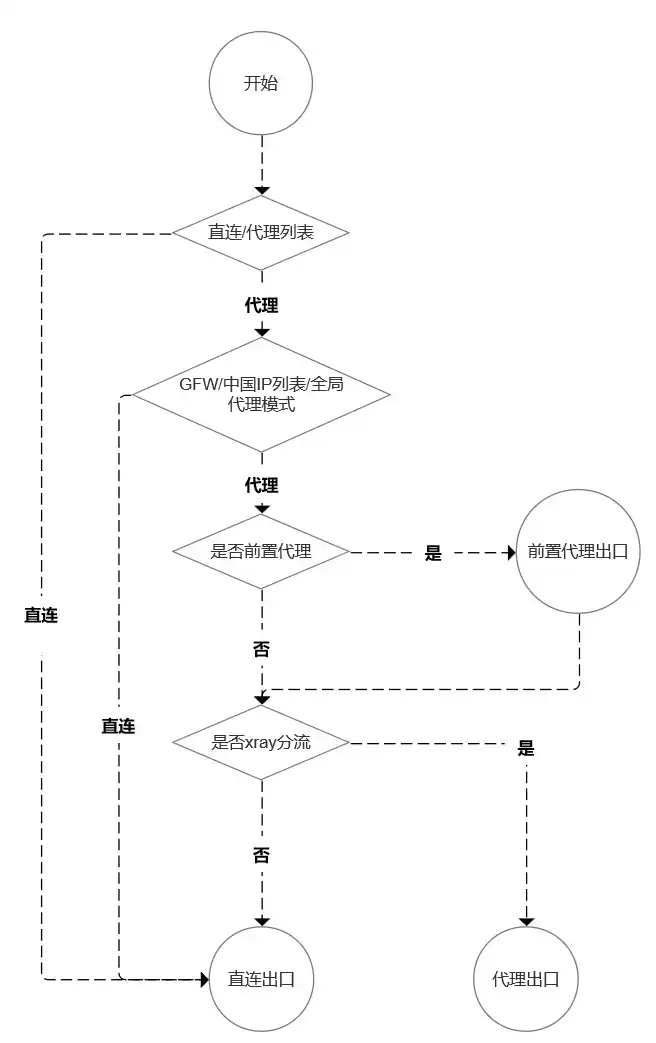 开始
直连/代理列表
代理
GFW/中国IP列表/全局
代理模式
代理
是否前置代理
是
前置代理出口
直连
否
直连
是否xray分流
是
否
直连出口
代理出口